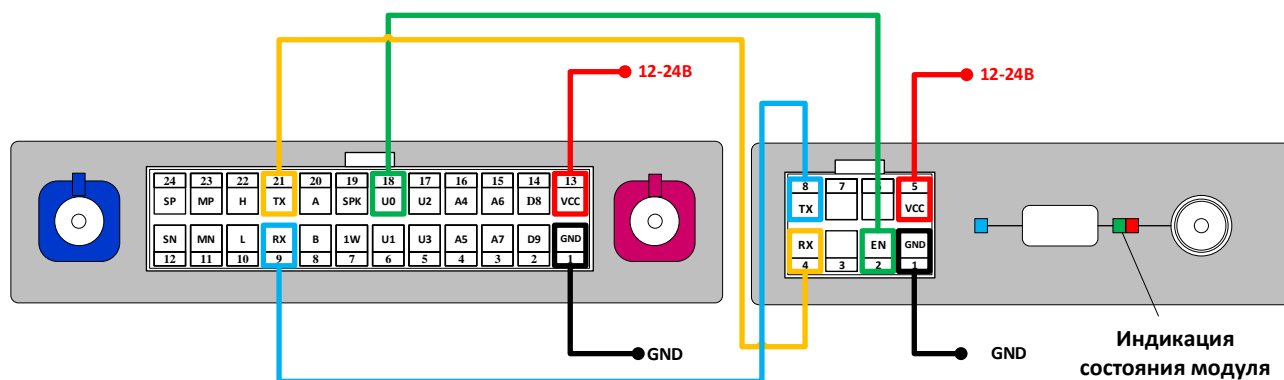 12-24В
12-24В
24 23 22 21 20 19 18 17 16 15 14 13
SP MP H TX A SPK U0 U2 A4 A6 D8 VCC
SN MN L RX B 1W U1 U3 A5 A7 D9 GND
12 11 10 9 8 7 6 5 4 3 2 1
8 7 6 5
TX VCC
RX EN GND
4 3 2 1
GND
GND
Индикация
состояния модуля